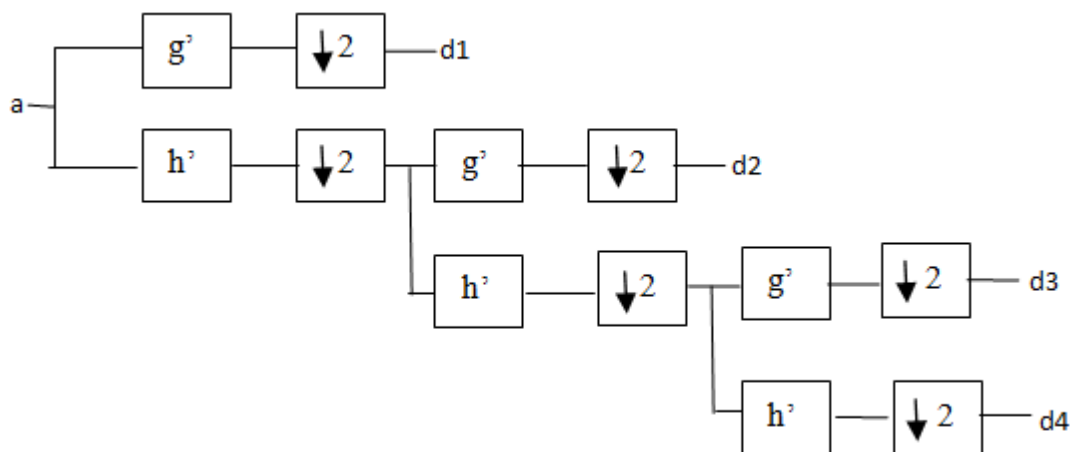 g’ 2 d1
a
h’ 2 g’ 2 d2
h’ 2 g’ 2 d3
h’ 2 d4